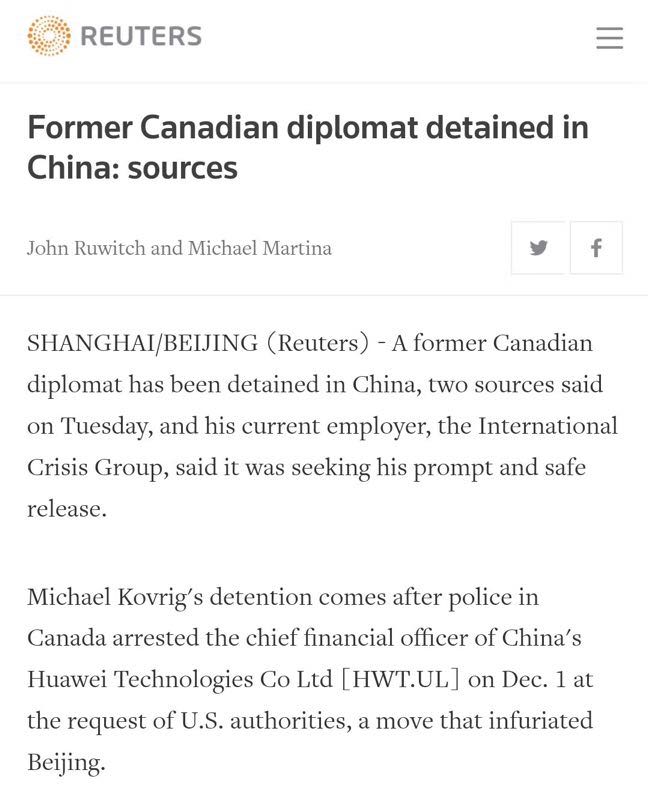 REUTERS
Former Canadian diplomat detained in
China: sources
John Ruwitch and Michael Martina
SHANGHAI/BEIJING (Reuters) - A former Canadian
diplomat has been detained in China, two sources said
on Tuesday, and his current employer, the International
Crisis Group, said it was seeking his prompt and safe
release.
Michael Kovrig's detention comes after police in
Canada arrested the chief financial officer of China's
Huawei Technologies Co Ltd [HWT.UL] on Dec. 1 at
the request of U.S. authorities, a move that infuriated
Beijing.